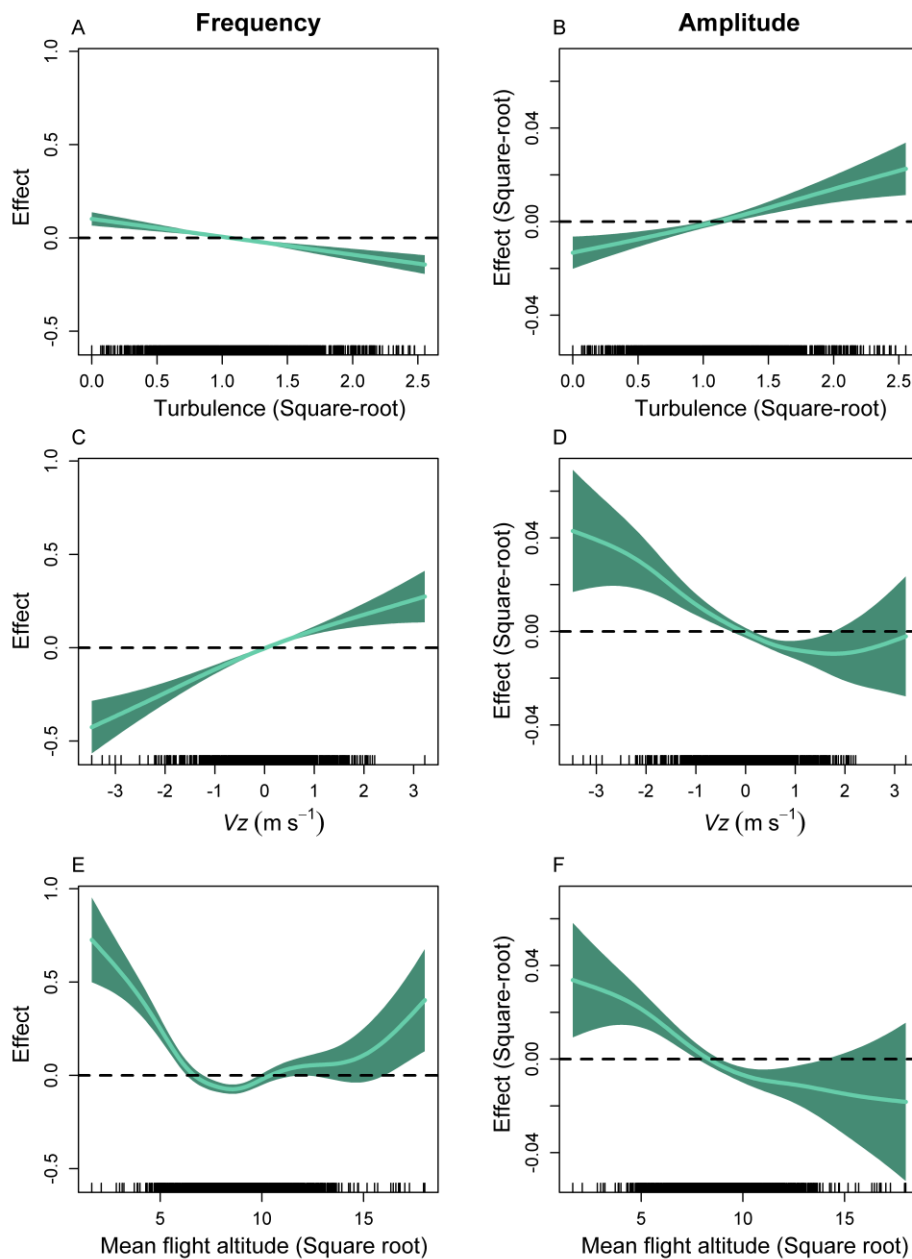 Frequency
Amplitude
A
B
1.0
0.5
0.0
-0.5
Effect
0.0 0.5 1.0 1.5 2.0 2.5
Turbulence (Square-root)
0.04
0.00
-0.04
Effect (Square-root)
0.0 0.5 1.0 1.5 2.0 2.5
Turbulence (Square-root)
C
D
1.0
0.5
0.0
-0.5
Effect
-3 -2 -1 0 1 2 3
Vz (m s⁻¹)
0.04
0.00
-0.04
Effect (Square-root)
-3 -2 -1 0 1 2 3
Vz (m s⁻¹)
E
F
1.0
0.5
0.0
-0.5
Effect
5 10 15
Mean flight altitude (Square root)
0.04
0.00
-0.04
Effect (Square-root)
5 10 15
Mean flight altitude (Square root)